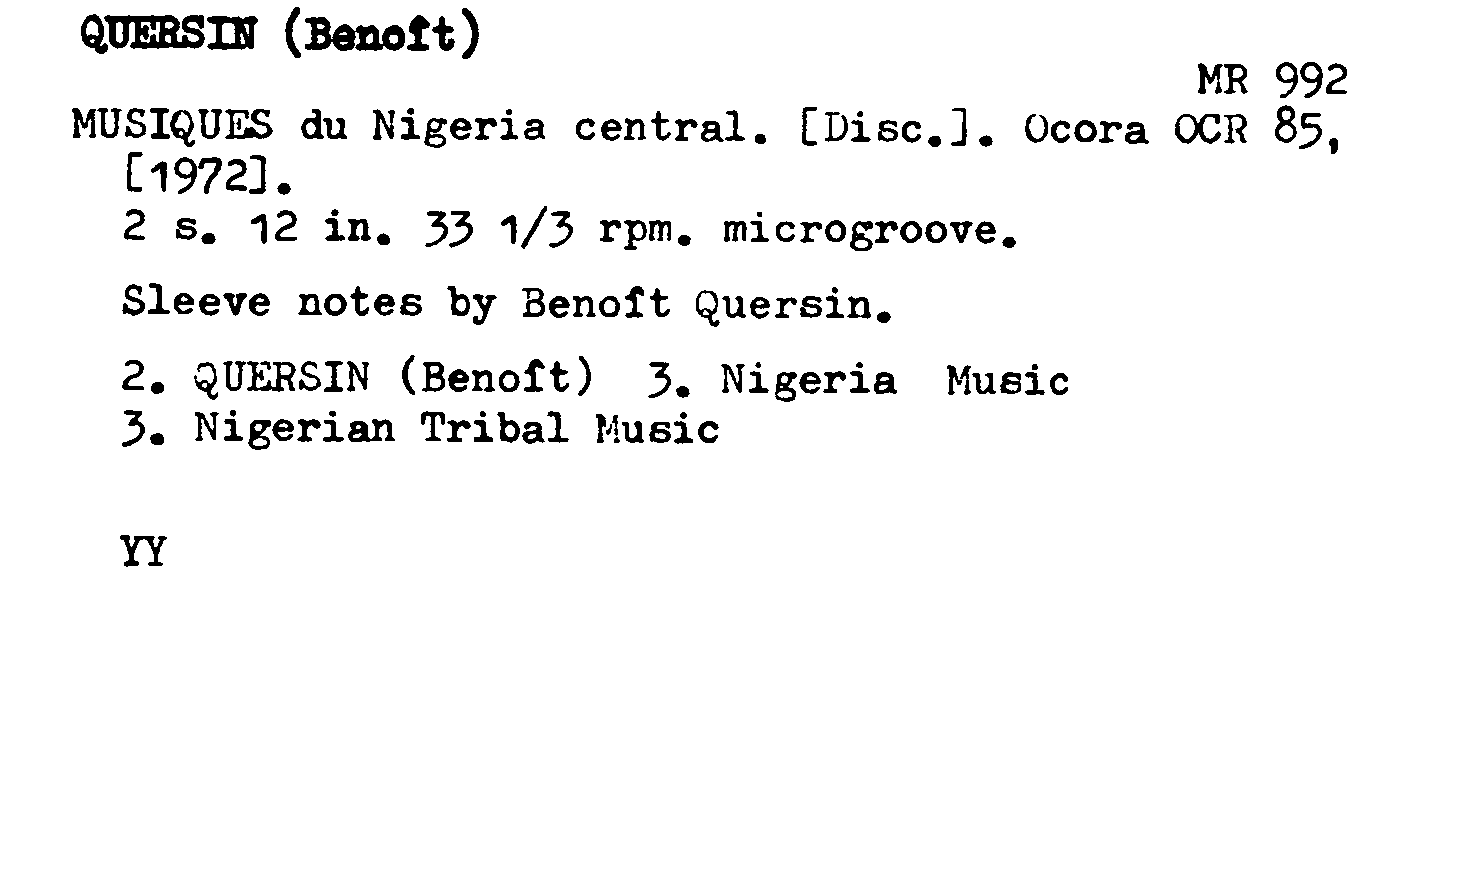 QUERSIN (Benoît)
MR 992
MUSIQUES du Nigeria central. [Disc.]. Ocora OCR 85,
[1972].
2 s. 12 in. 33 1/3 rpm. microgroove.
Sleeve notes by Benoît Quersin.
2. QUERSIN (Benoît) 3. Nigeria Music
3. Nigerian Tribal Music
YY